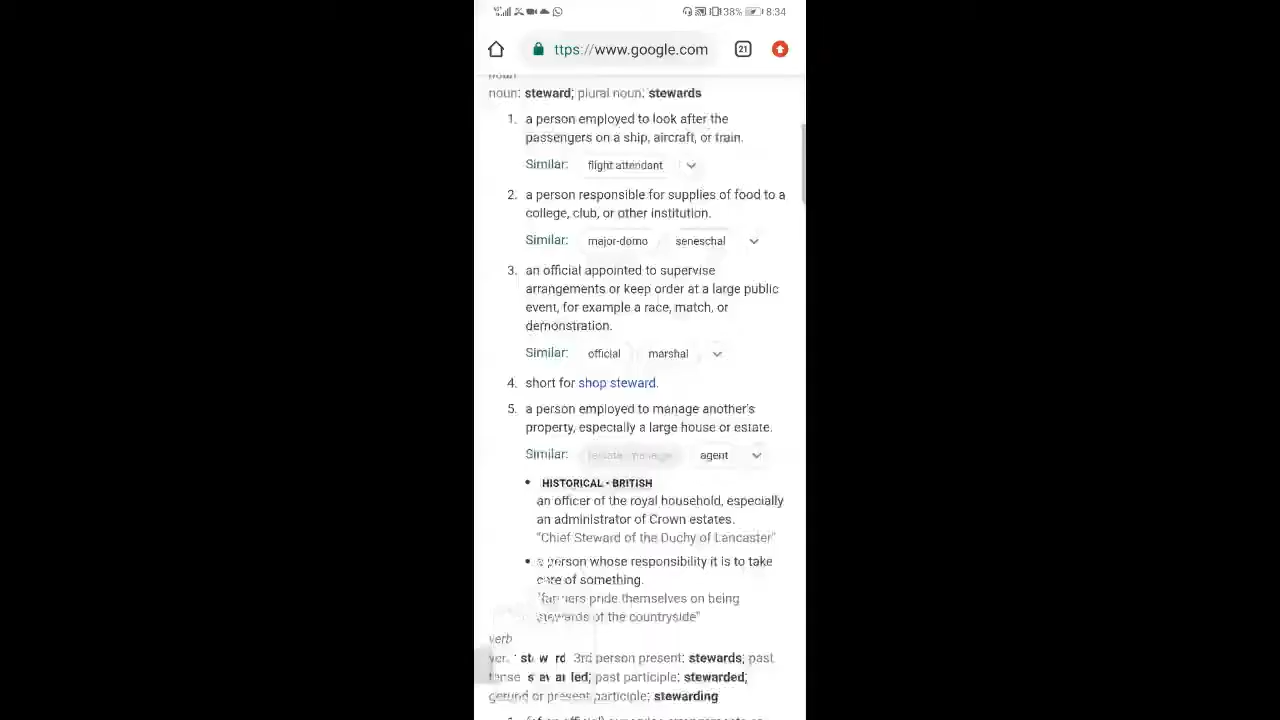 38% 8:34
ttps://www.google.com 21
noun
noun: steward; plural noun: stewards
1. a person employed to look after the
passengers on a ship, aircraft, or train.
Similar: flight attendant
2. a person responsible for supplies of food to a
college, club, or other institution.
Similar: major-domo seneschal
3. an official appointed to supervise
arrangements or keep order at a large public
event, for example a race, match, or
demonstration.
Similar: official marshal
4. short for shop steward.
5. a person employed to manage another's
property, especially a large house or estate.
Similar: agent
• HISTORICAL • BRITISH
an officer of the royal household, especially
an administrator of Crown estates.
"Chief Steward of the Duchy of Lancaster"
• a person whose responsibility it is to take
care of something.
"farmers pride themselves on being
stewards of the countryside"
verb
3rd person present: stewards; past
tense past participle: stewarded;
gerund or present participle: stewarding